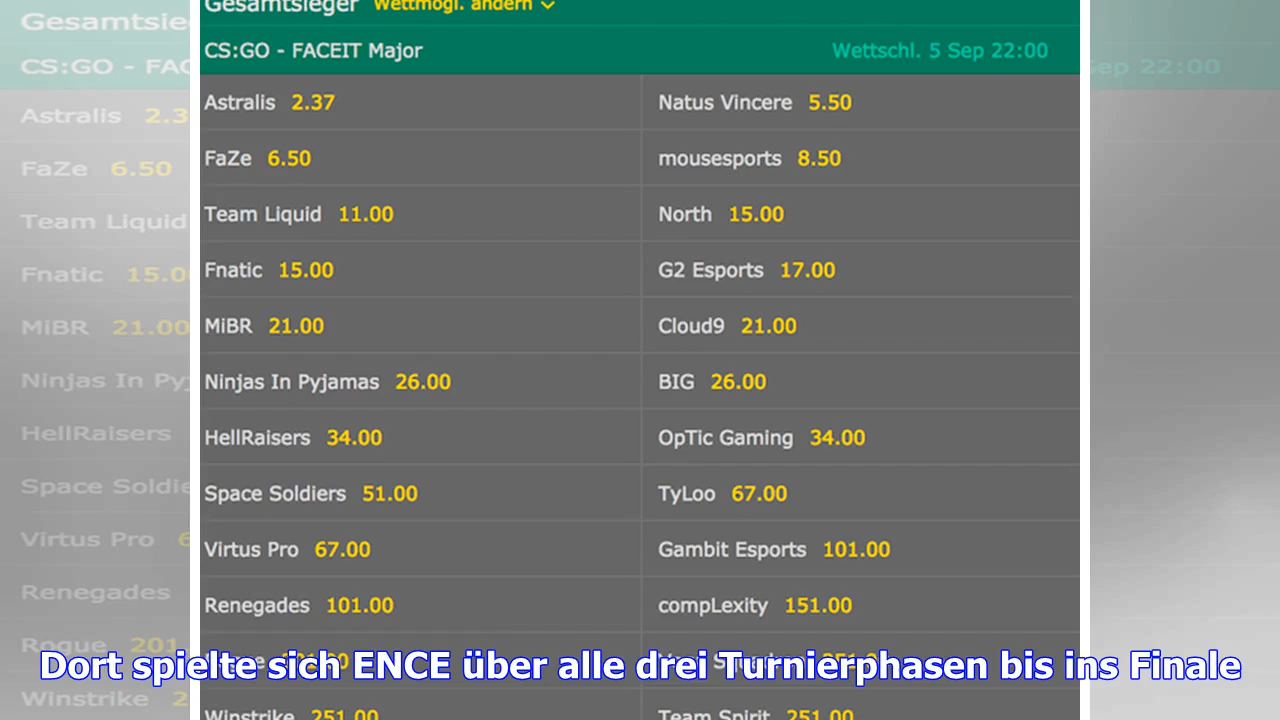 Gesamtsieger Wettmögl. ändern
CS:GO - FACEIT Major Wettschl. 5 Sep 22:00
Astralis 2.37 Natus Vincere 5.50
FaZe 6.50 mousesports 8.50
Team Liquid 11.00 North 15.00
Fnatic 15.00 G2 Esports 17.00
MiBR 21.00 Cloud9 21.00
Ninjas In Pyjamas 26.00 BIG 26.00
HellRaisers 34.00 OpTic Gaming 34.00
Space Soldiers 51.00 TyLoo 67.00
Virtus Pro 67.00 Gambit Esports 101.00
Renegades 101.00 compLexity 151.00
Dort spielte sich ENCE über alle drei Turnierphasen bis ins Finale
Winstrike 251.00 Team Spirit 251.00